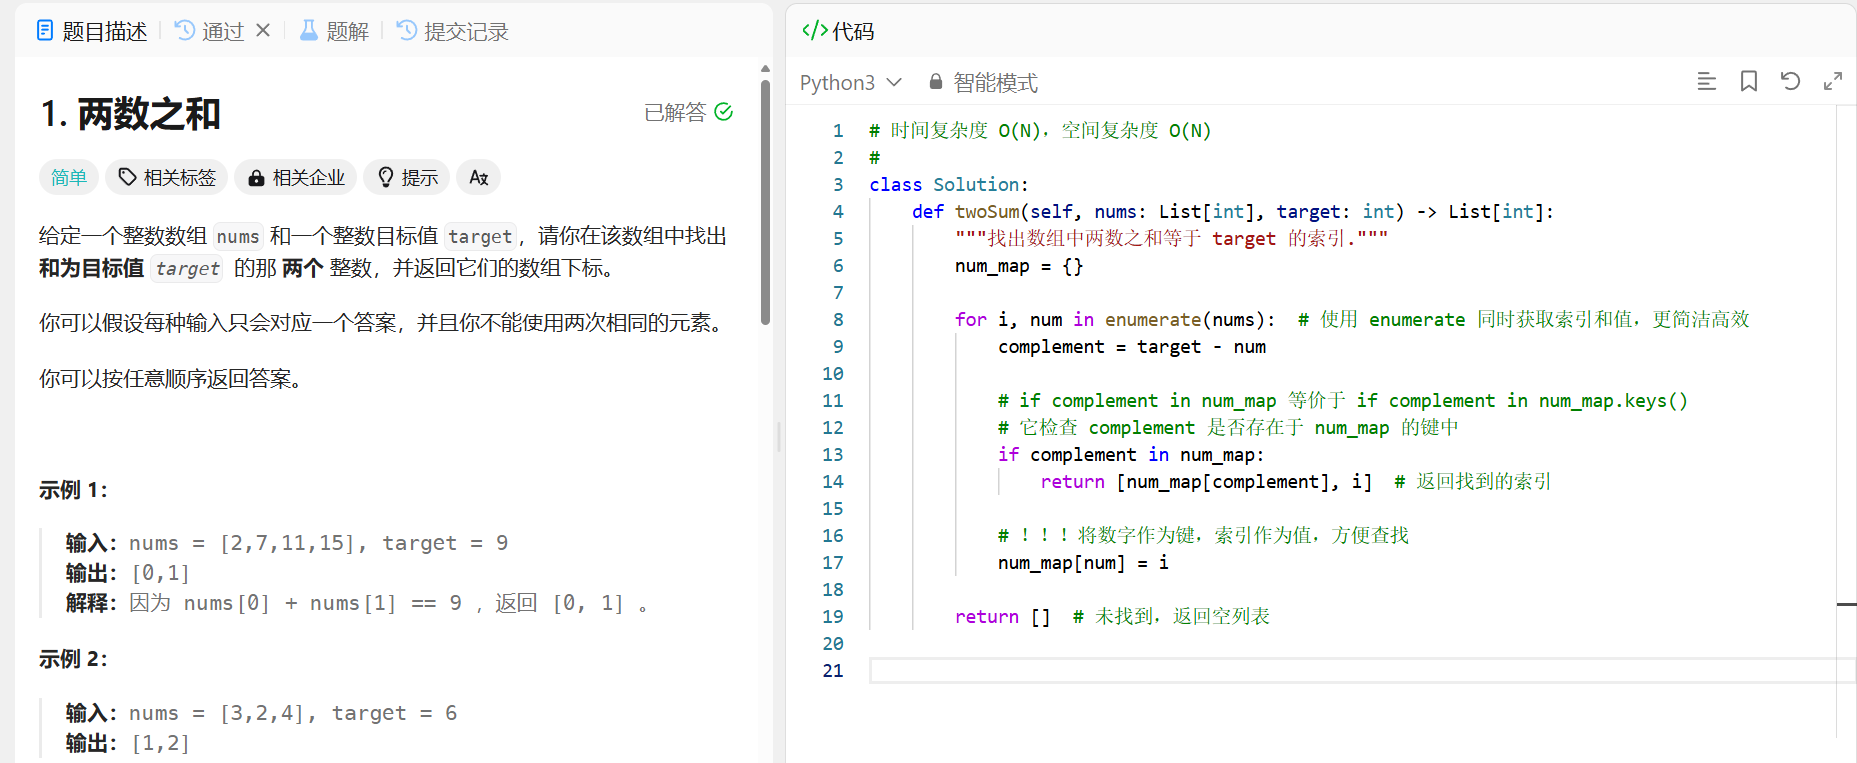 题目描述 通过 题解 提交记录
1. 两数之和
已解答
简单 相关标签 相关企业 提示
给定一个整数数组 nums 和一个整数目标值 target，请你在该数组中找出
和为目标值 target 的那 两个 整数，并返回它们的数组下标。
你可以假设每种输入只会对应一个答案，并且你不能使用两次相同的元素。
你可以按任意顺序返回答案。
示例 1：
输入：nums = [2,7,11,15], target = 9
输出：[0,1]
解释：因为 nums[0] + nums[1] == 9 ，返回 [0, 1] 。
示例 2：
输入：nums = [3,2,4], target = 6
输出：[1,2]
</>代码
Python3 智能模式
1 # 时间复杂度 O(N)，空间复杂度 O(N)
2 #
3 class Solution:
4 def twoSum(self, nums: List[int], target: int) -> List[int]:
5 """找出数组中两数之和等于 target 的索引."""
6 num_map = {}
7
8 for i, num in enumerate(nums): # 使用 enumerate 同时获取索引和值，更简洁高效
9 complement = target - num
10
11 # if complement in num_map 等价于 if complement in num_map.keys()
12 # 它检查 complement 是否存在于 num_map 的键中
13 if complement in num_map:
14 return [num_map[complement], i] # 返回找到的索引
15
16 # ！！！将数字作为键，索引作为值，方便查找
17 num_map[num] = i
18
19 return [] # 未找到，返回空列表
20
21